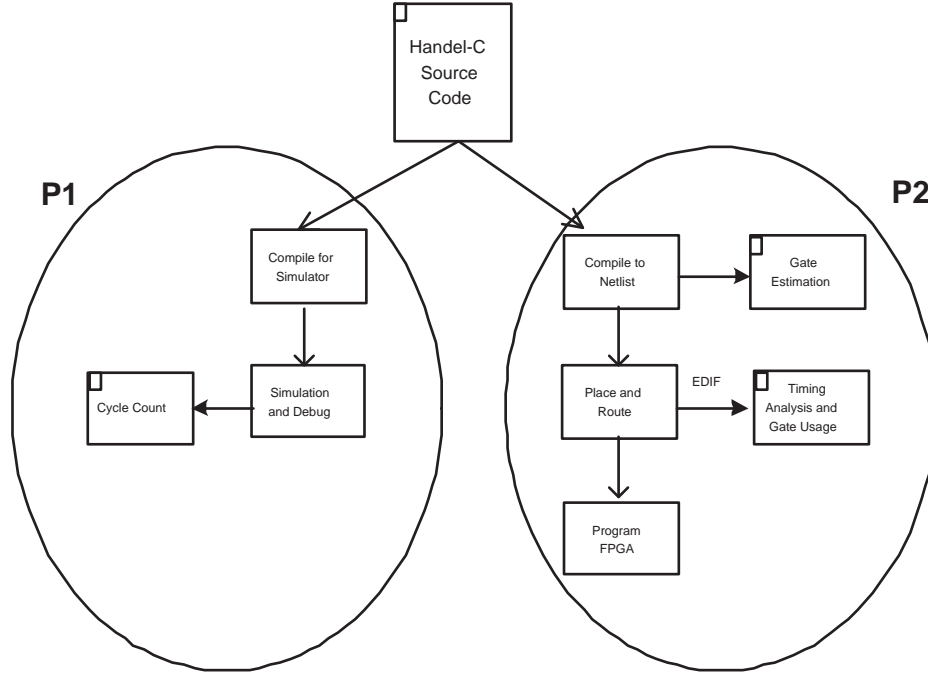 Handel-C
Source
Code
P1
P2
Compile for
Simulator
Compile to
Netlist
Gate
Estimation
Cycle Count
Simulation
and Debug
Place and
Route
EDIF
Timing
Analysis and
Gate Usage
Program
FPGA